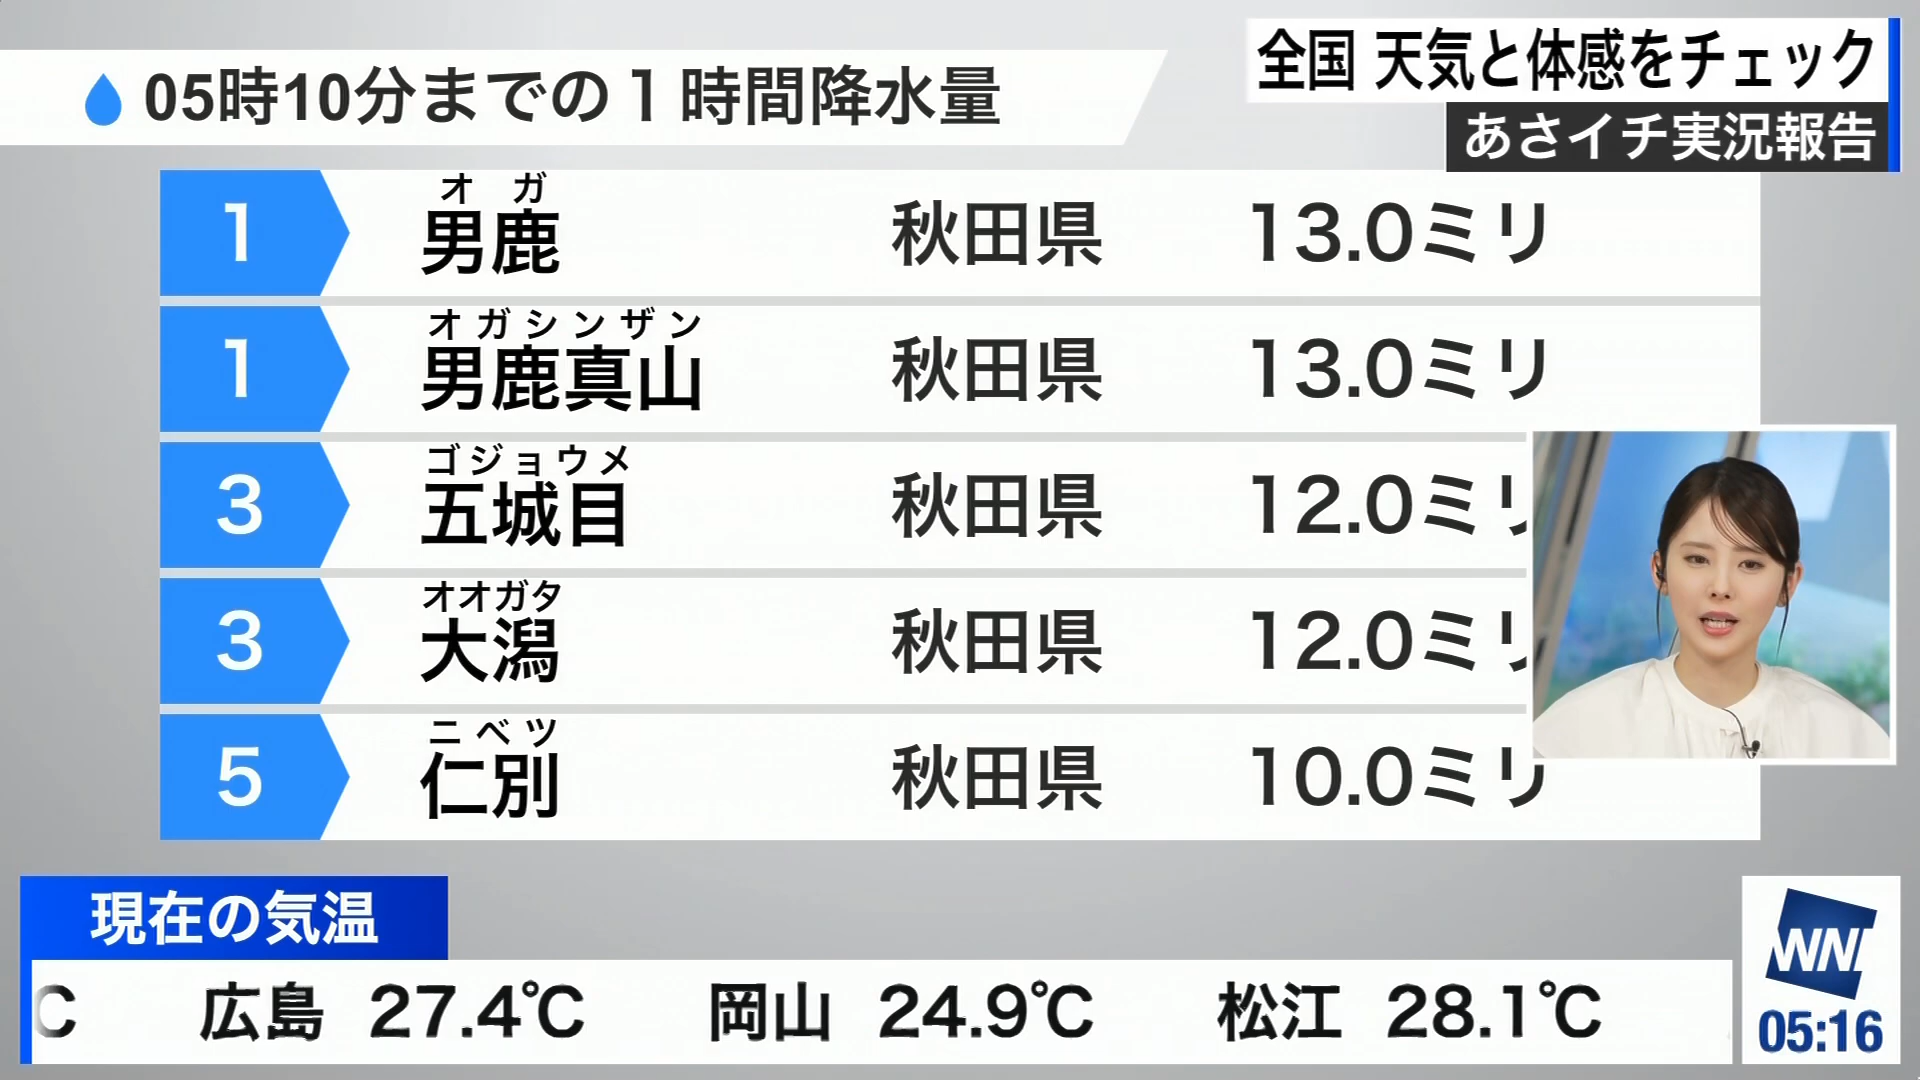 全国 天気と体感をチェック
あさイチ実況報告
05時10分までの1時間降水量
オガ
1 男鹿 秋田県 13.0ミリ
オガシンザン
1 男鹿真山 秋田県 13.0ミリ
ゴジョウメ
3 五城目 秋田県 12.0ミリ
オオガタ
3 大潟 秋田県 12.0ミリ
ニベツ
5 仁別 秋田県 10.0ミリ
現在の気温
℃ 広島 27.4℃ 岡山 24.9℃ 松江 28.1℃
WNI
05:16